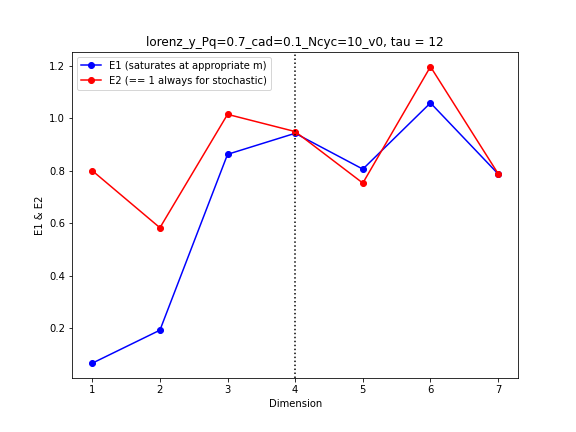 lorenz_y_Pq=0.7_cad=0.1_Ncyc=10_v0, tau = 12
E1 (saturates at appropriate m)
E2 (== 1 always for stochastic)
E1 & E2
1.2
1.0
0.8
0.6
0.4
0.2
1 2 3 4 5 6 7
Dimension